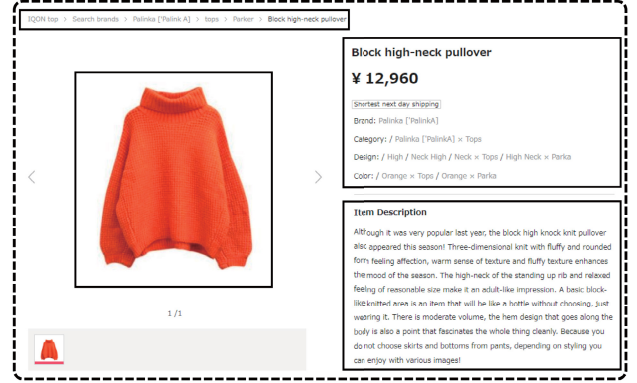 IQON top > Search brands > Palinka ['Palink A] > tops > Parker > Block high-neck pullover
Block high-neck pullover
¥ 12,960
Shortest next day shipping
Brand: Palinka ['PalinkA]
Category: / Palinka ['PalinkA] × Tops
Design: / High / Neck High / Neck × Tops / High Neck × Parka
Color: / Orange × Tops / Orange × Parka
1 /1
Item Description
Although it was very popular last year, the block high knock knit pullover
also appeared this season! Three-dimensional knit with fluffy and rounded
form feeling affection, warm sense of texture and fluffy texture enhances
the mood of the season. The high-neck of the standing up rib and relaxed
feeling of reasonable size make it an adult-like impression. A basic block-
like knitted area is an item that will be like a bottle without choosing, just
wearing it. There is moderate volume, the hem design that goes along the
body is also a point that fascinates the whole thing cleanly. Because you
do not choose skirts and bottoms from pants, depending on styling you
can enjoy with various images!